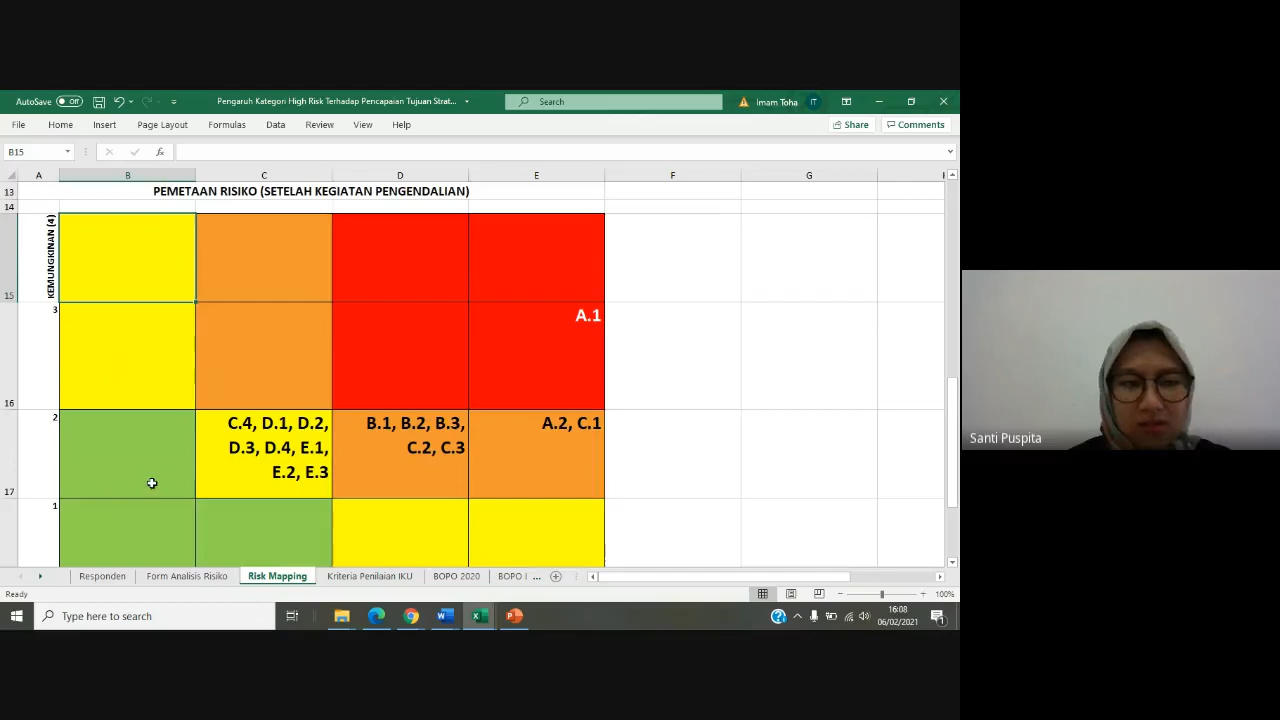 AutoSave Off
Pengaruh Kategori High Risk Terhadap Pencapaian Tujuan Strat...
Search
Imam Toha IT
File Home Insert Page Layout Formulas Data Review View Help
Share Comments
B15
fx
A B C D E F G H
13 PEMETAAN RISIKO (SETELAH KEGIATAN PENGENDALIAN)
14
KEMUNGKINAN (4)
15
3
A.1
16
2
C.4, D.1, D.2,
D.3, D.4, E.1,
E.2, E.3
B.1, B.2, B.3,
C.2, C.3
A.2, C.1
17
1
Responden Form Analisis Risiko Risk Mapping Kriteria Penilaian IKU BOPO 2020 BOPO I ...
Ready
100%
Type here to search
16:08
06/02/2021
1
Santi Puspita